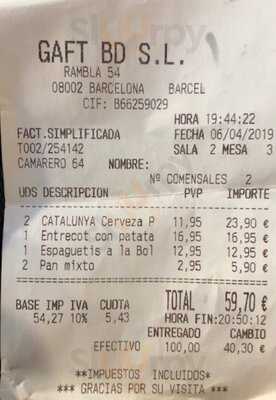 GAFT BD S.L.
RAMBLA 54
08002 BARCELONA BARCEL
CIF: B66259029
HORA 19:44:22
FACT.SIMPLIFICADA FECHA 06/04/2019
T002/254142 SALA 2 MESA 3
CAMARERO 64 NOMBRE:
Nº COMENSALES 2
UDS DESCRIPCION PVP IMPORTE
2 CATALUNYA Cerveza P 11,95 23,90 €
1 Entrecot con patata 16,95 16,95 €
1 Espaguetis a la Bol 12,95 12,95 €
2 Pan mixto 2,95 5,90 €
BASE IMP IVA CUOTA TOTAL 59,70 €
54,27 10% 5,43 HORA FIN:20:50:12
ENTREGADO CAMBIO
EFECTIVO 100,00 40,30 €
**IMPUESTOS INCLUIDOS*
*** GRACIAS POR SU VISITA ***